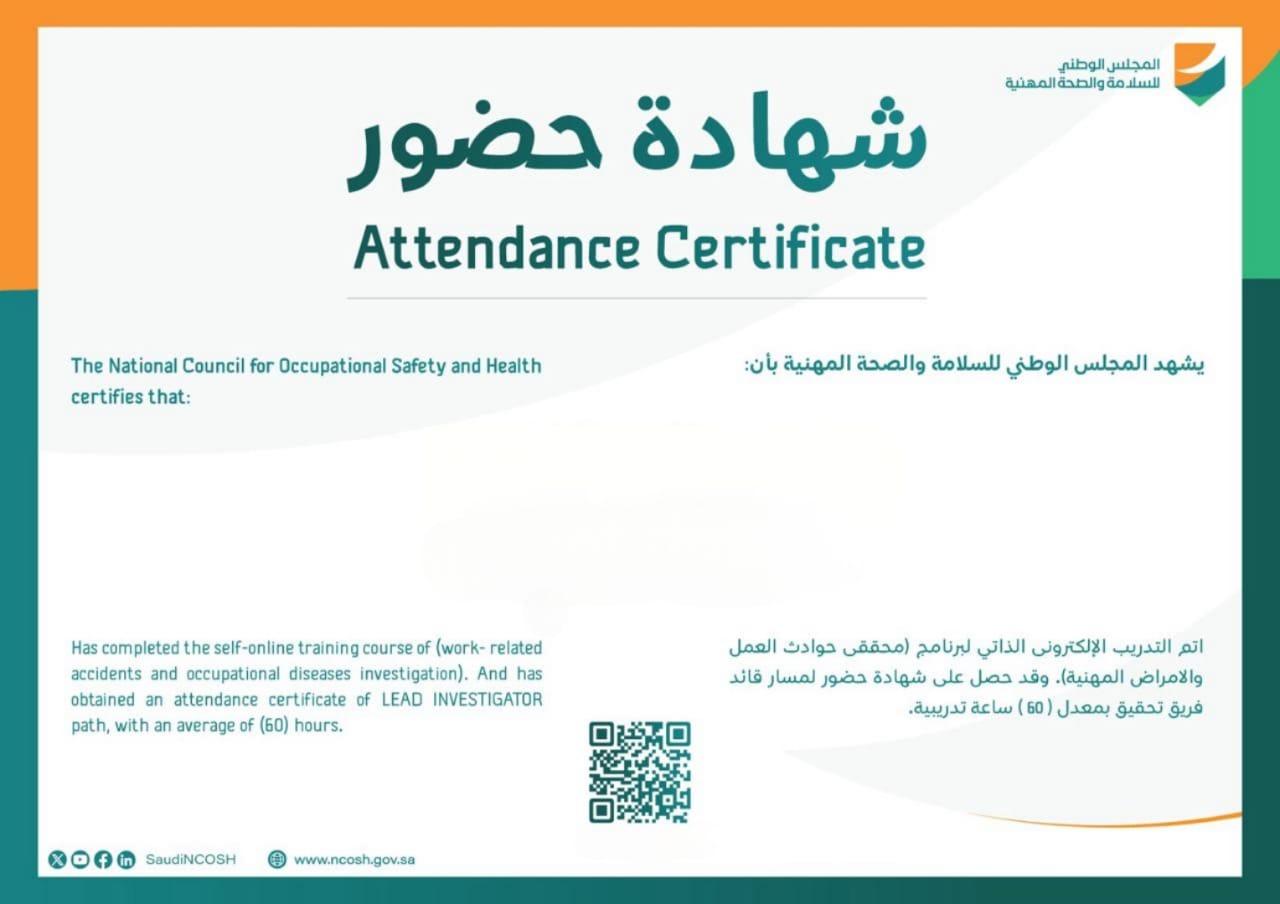 المجلس الوطني
للسلامة والصحة المهنية
شهادة حضور
Attendance Certificate
The National Council for Occupational Safety and Health
certifies that:
يشهد المجلس الوطني للسلامة والصحة المهنية بأن:
Has completed the self-online training course of (work- related
accidents and occupational diseases investigation). And has
obtained an attendance certificate of LEAD INVESTIGATOR
path, with an average of (60) hours.
اتم التدريب الإلكترونى الذاتي لبرنامج (محققى حوادث العمل
والامراض المهنية). وقد حصل على شهادة حضور لمسار قائد
فريق تحقيق بمعدل ( 60 ) ساعة تدريبية.
SaudiNCOSH
www.ncosh.gov.sa